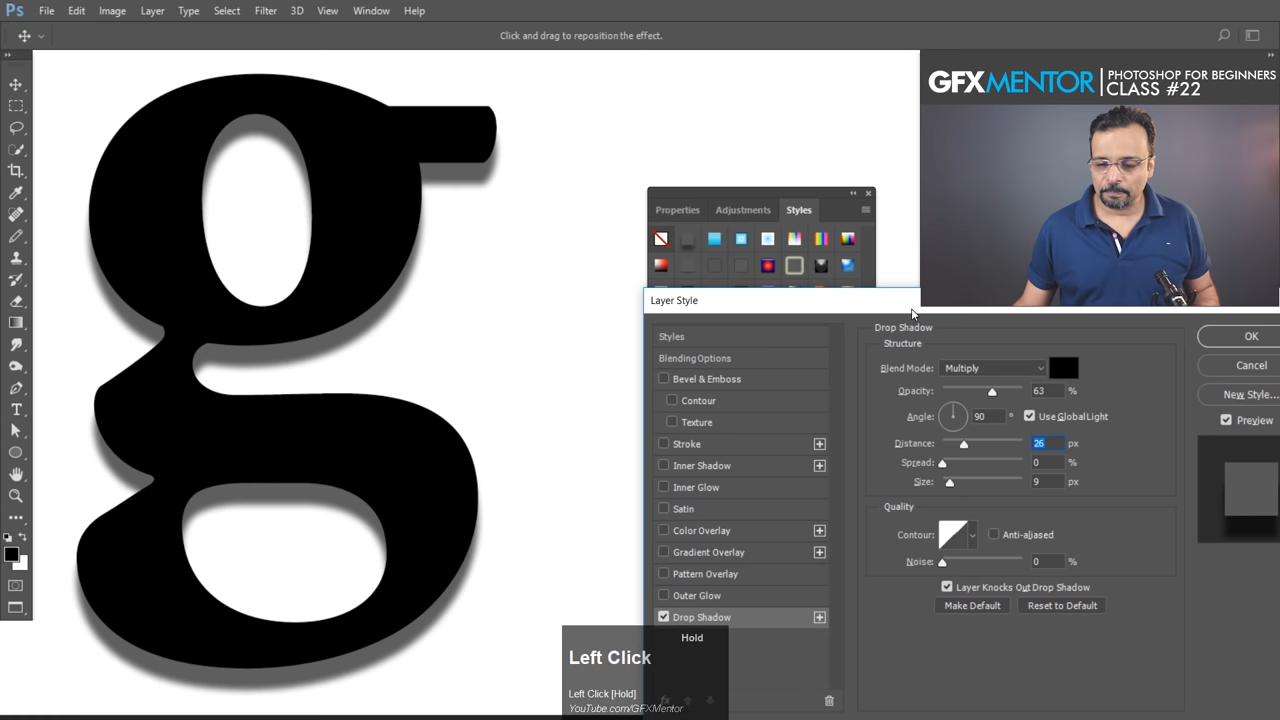 Ps File Edit Image Layer Type Select Filter 3D View Window Help
Click and drag to reposition the effect.
GFXMENTOR
PHOTOSHOP FOR BEGINNERS
CLASS #22
g
Properties Adjustments Styles
Layer Style
Styles
Blending Options
Bevel & Emboss
Contour
Texture
Stroke
Inner Shadow
Inner Glow
Satin
Color Overlay
Gradient Overlay
Pattern Overlay
Outer Glow
Drop Shadow
Drop Shadow
Structure
Blend Mode: Multiply
Opacity: 63 %
Angle: 90 ° Use Global Light
Distance: 26 px
Spread: 0 %
Size: 9 px
Quality
Contour: Anti-aliased
Noise: 0 %
Layer Knocks Out Drop Shadow
Make Default Reset to Default
OK
Cancel
New Style...
Preview
Hold
Left Click
Left Click [Hold]
YouTube.com/GFXMentor
fx